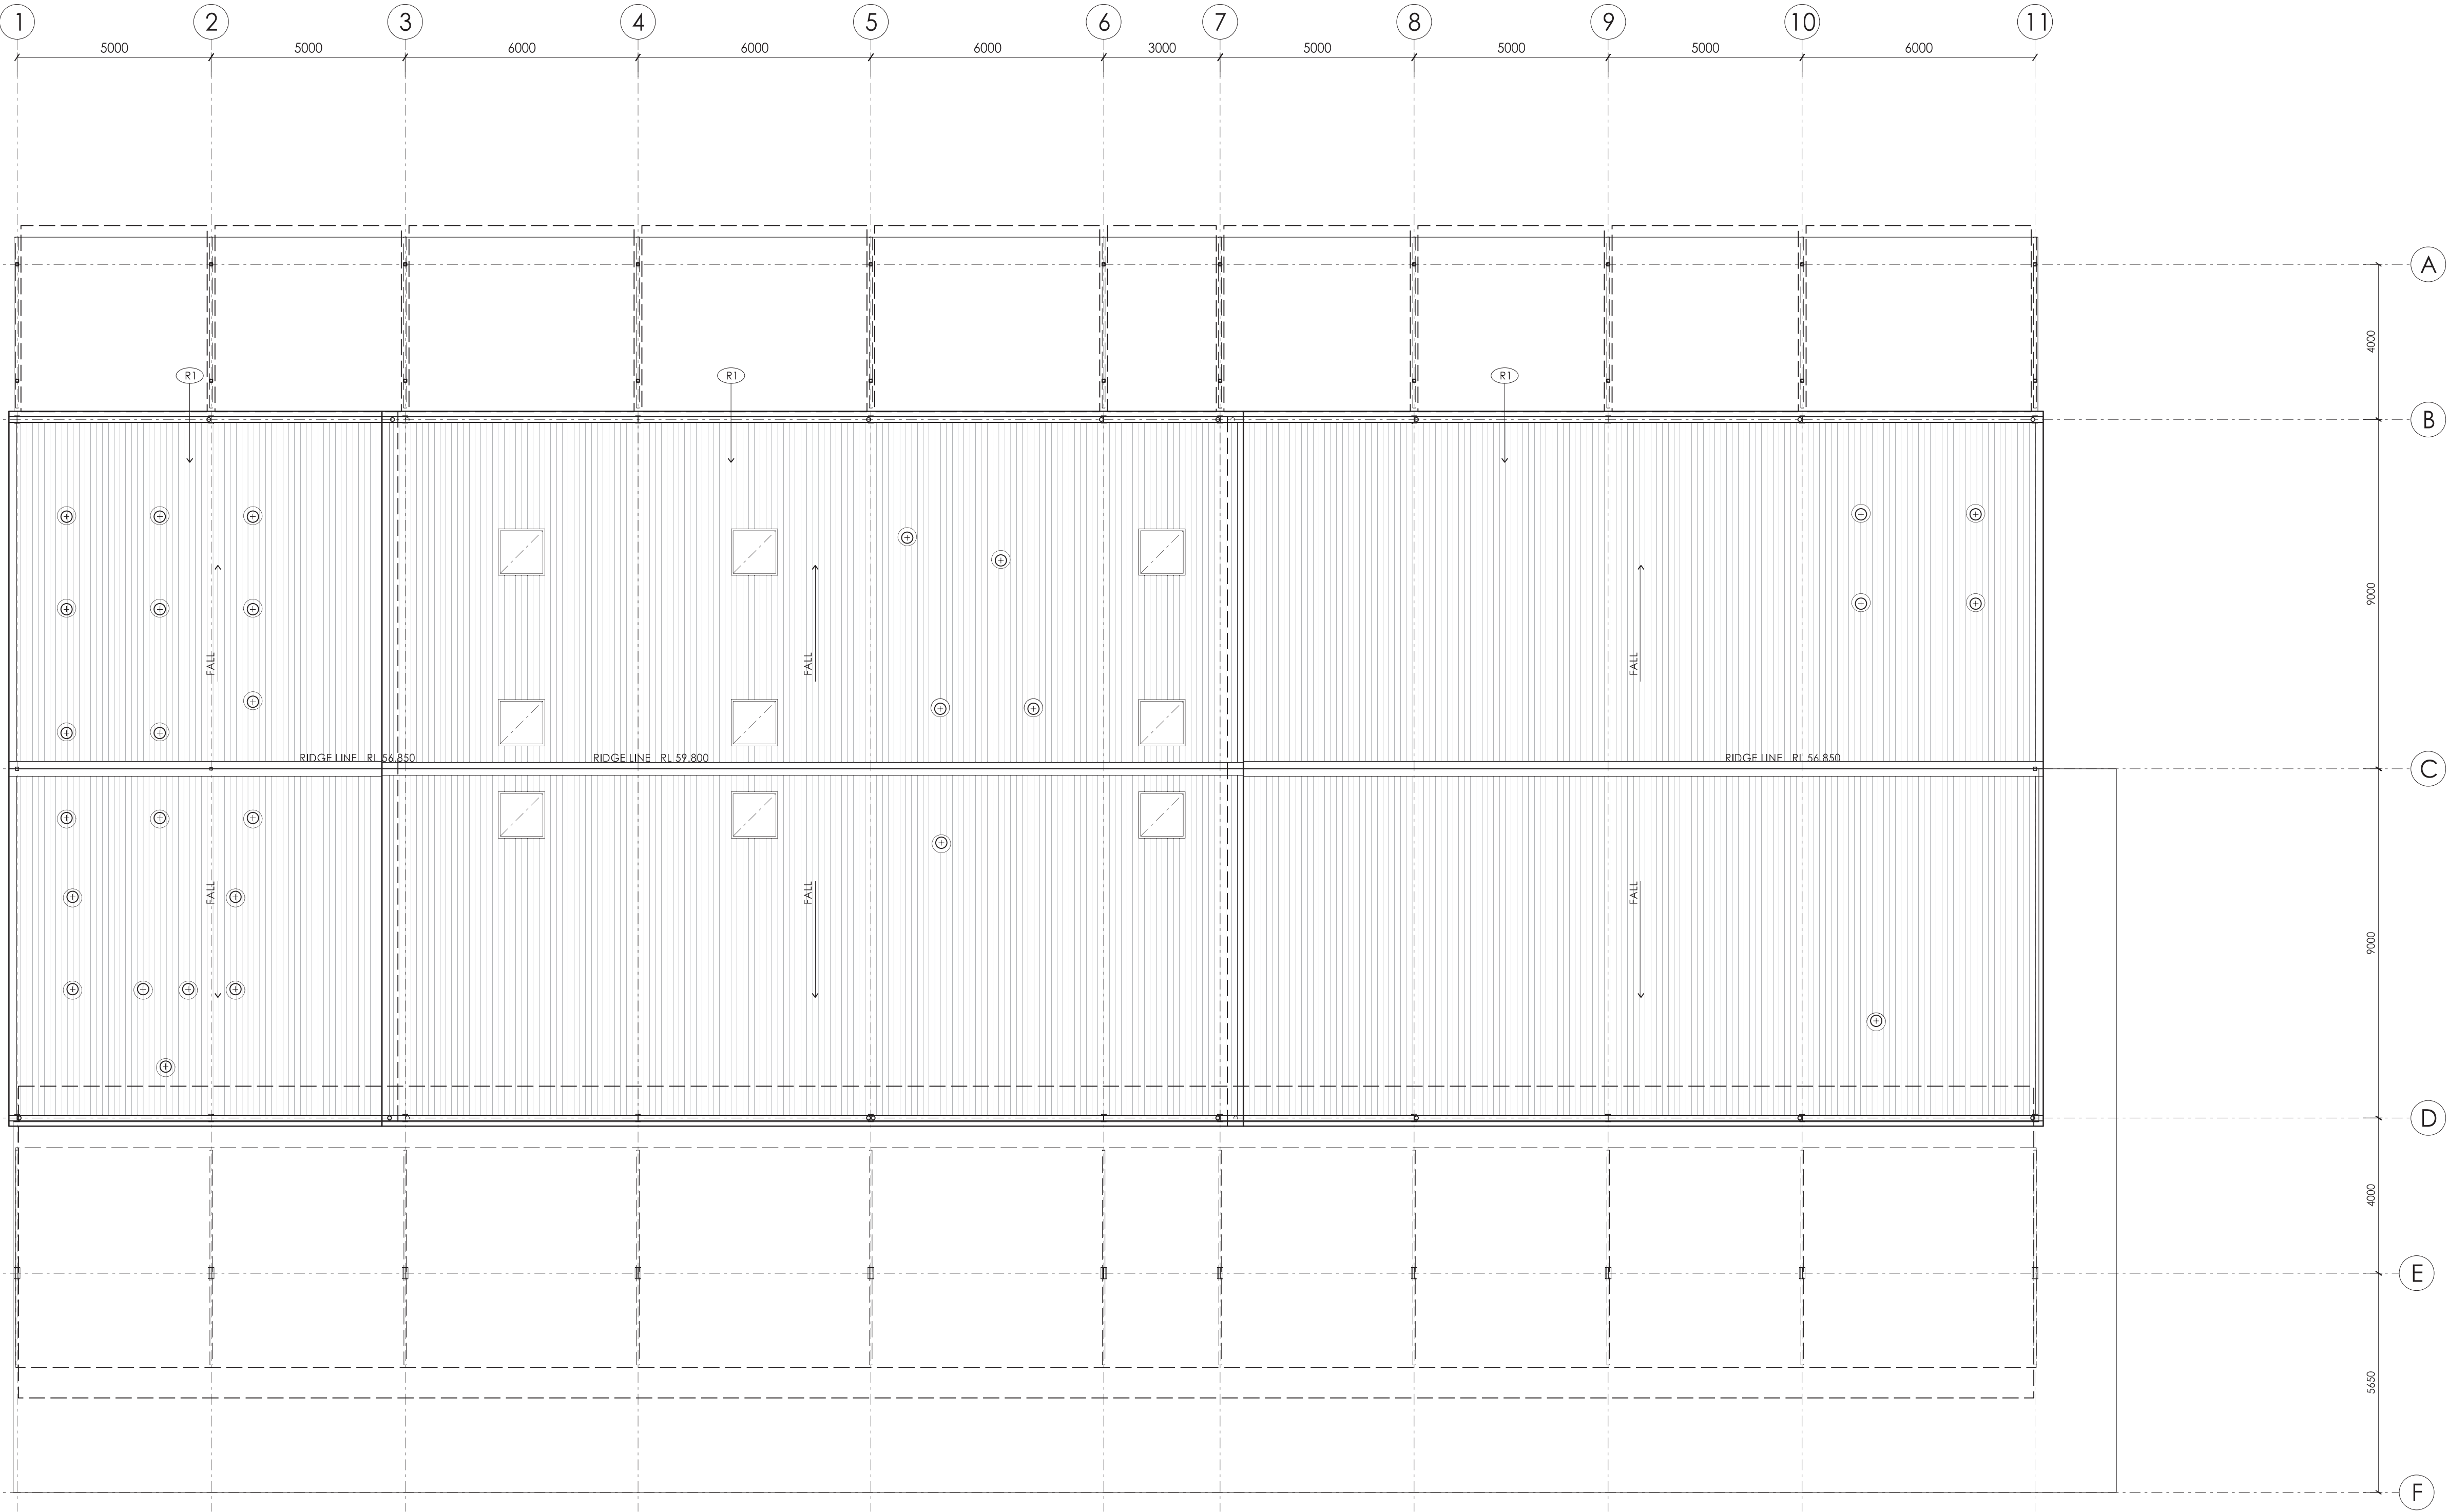 1 2 3 4 5 6 7 8 9 10 11
5000 5000 6000 6000 6000 3000 5000 5000 5000 6000
A
4000
R1 R1 R1
B
9000
FALL FALL FALL
RIDGE LINE RL 56.850 RIDGE LINE RL 59.800 RIDGE LINE RL 56.850
C
FALL FALL FALL
9000
D
4000
E
5650
F